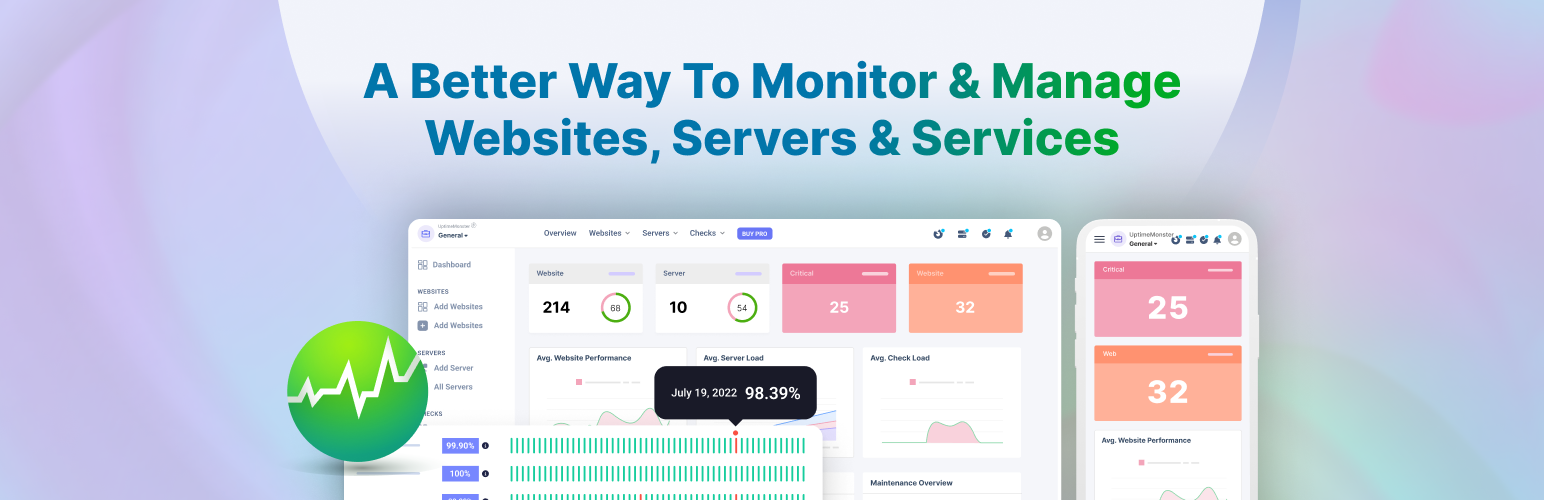 A Better Way To Monitor & Manage
Websites, Servers & Services
UptimeMonster
General
Overview Websites Servers Checks BUY PRO
Dashboard
WEBSITES
Add Websites
Add Websites
SERVERS
Add Server
All Servers
Website
214
68
Server
10
54
Critical
25
Website
32
Avg. Website Performance
Avg. Server Load
Avg. Check Load
July 19, 2022 98.39%
99.90%
100%
Maintenance Overview
UptimeMonster
General
Critical
25
Web
32
Avg. Website Performance